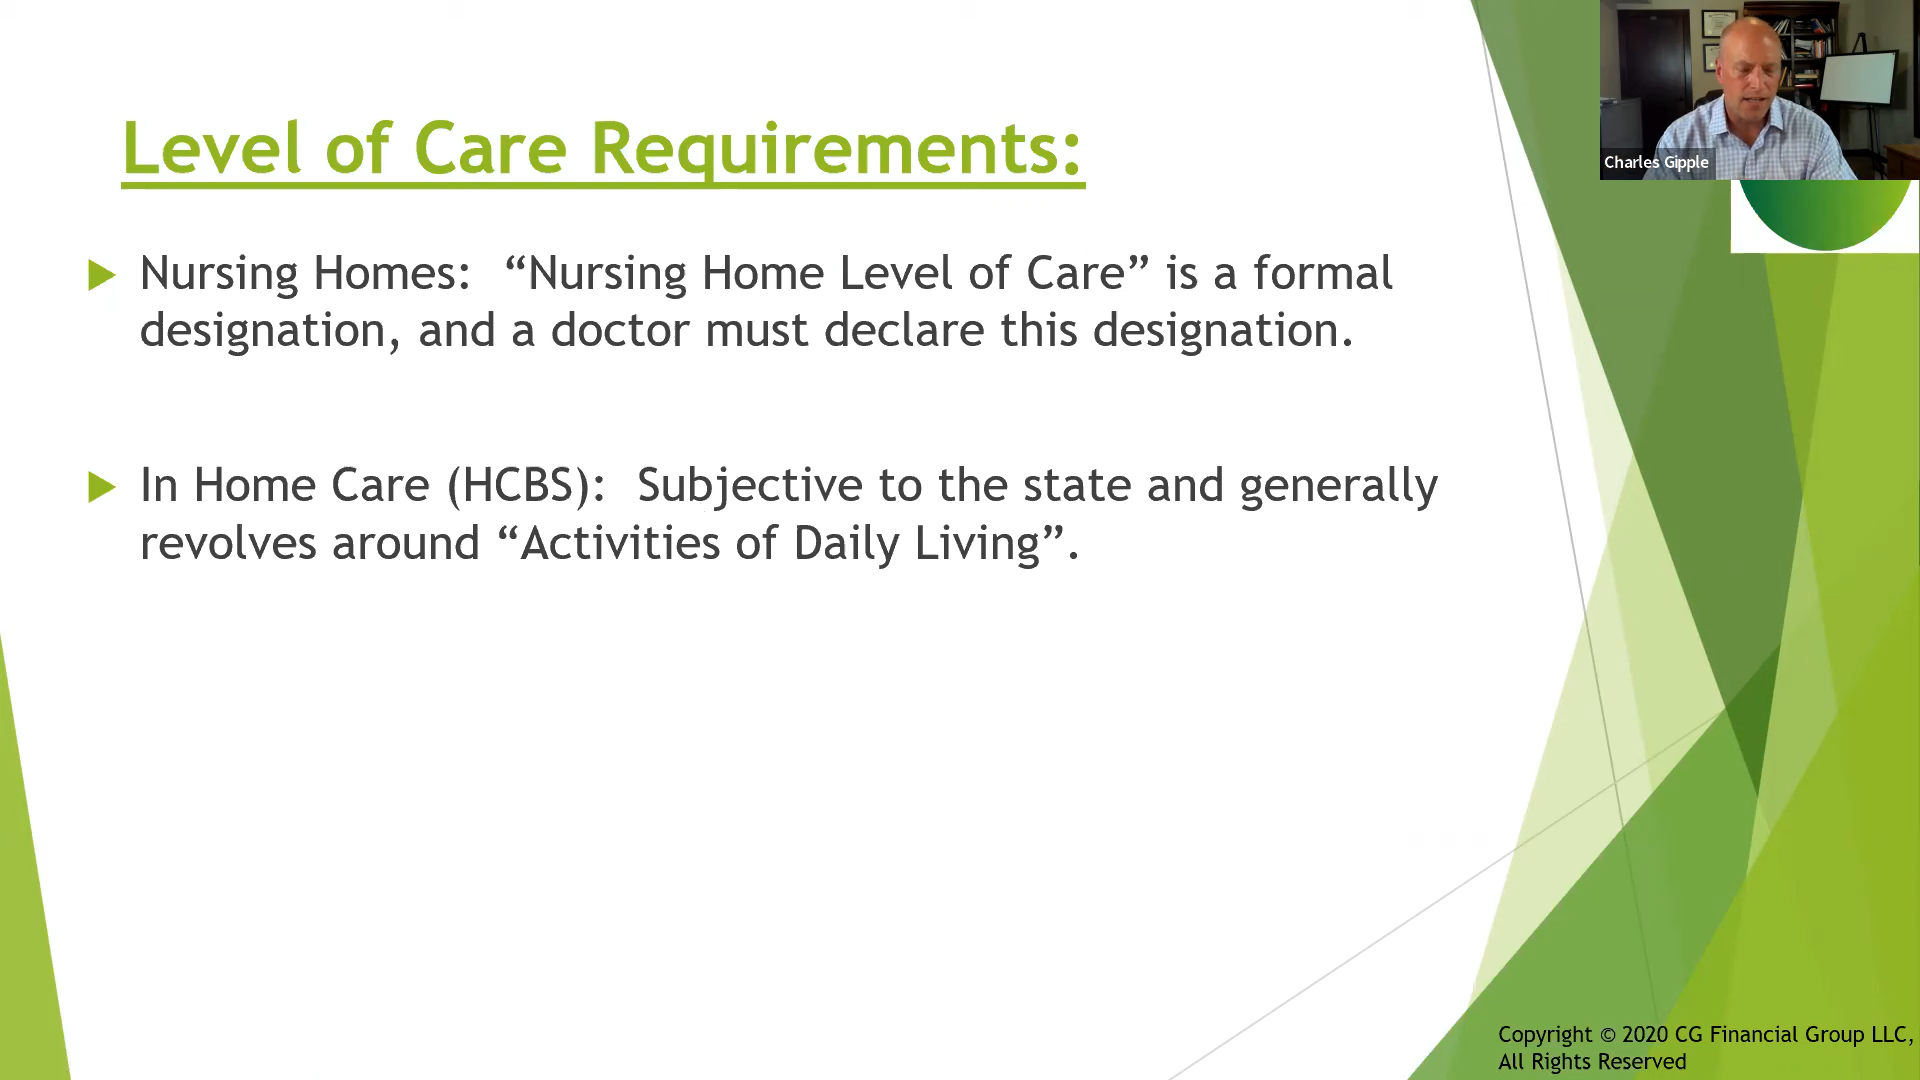 Charles Gipple
Level of Care Requirements:
Nursing Homes:  “Nursing Home Level of Care” is a formal
designation, and a doctor must declare this designation.
In Home Care (HCBS):  Subjective to the state and generally
revolves around “Activities of Daily Living”.
Copyright © 2020 CG Financial Group LLC,
All Rights Reserved